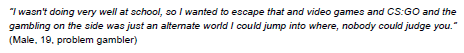 "I wasn't doing very well at school, so I wanted to escape that and video games and CS:GO and the
gambling on the side was just an alternate world I could jump into where, nobody could judge you."
(Male, 19, problem gambler)